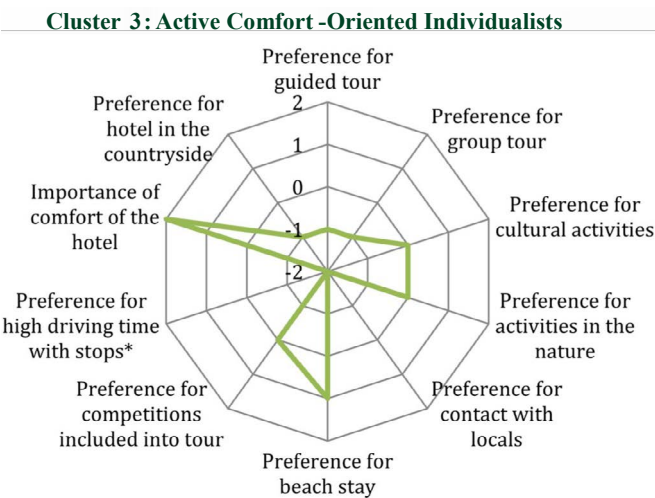 Cluster 3: Active Comfort -Oriented Individualists
Preference for
guided tour
Preference for
group tour
Preference for
cultural activities
Preference for
activities in the
nature
Preference for
contact with
locals
Preference for
beach stay
Preference for
competitions
included into tour
Preference for
high driving time
with stops*
Importance of
comfort of the
hotel
Preference for
hotel in the
countryside
2
1
0
-1
-2